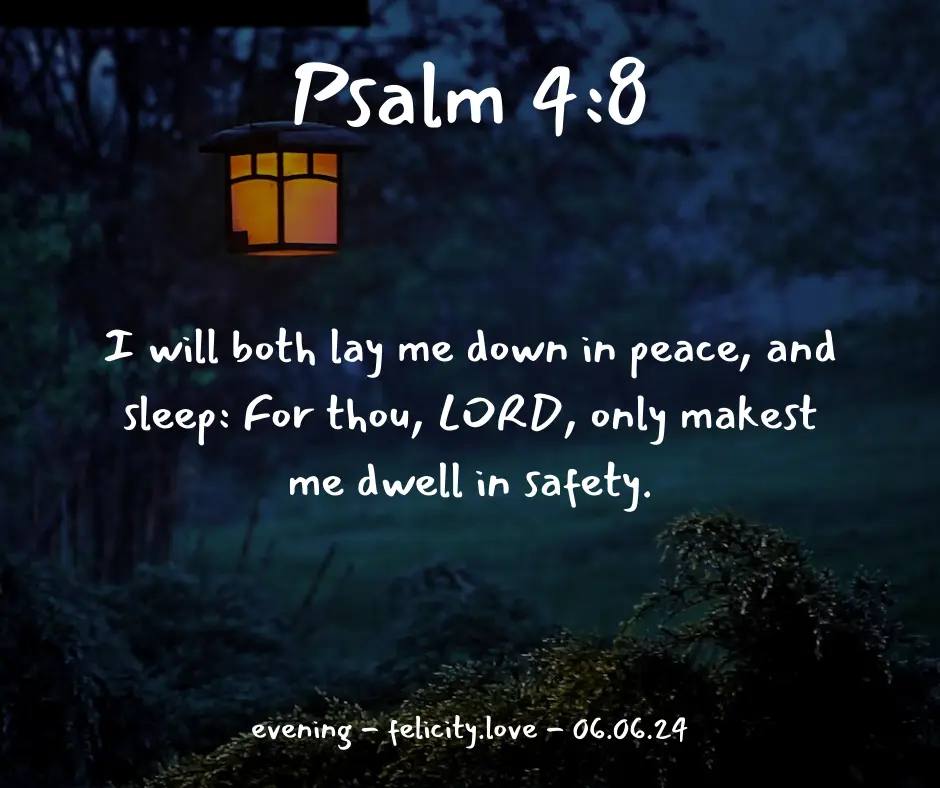 Psalm 4:8
I will both lay me down in peace, and
sleep: For thou, LORD, only makest
me dwell in safety.
evening - felicity.love - 06.06.24